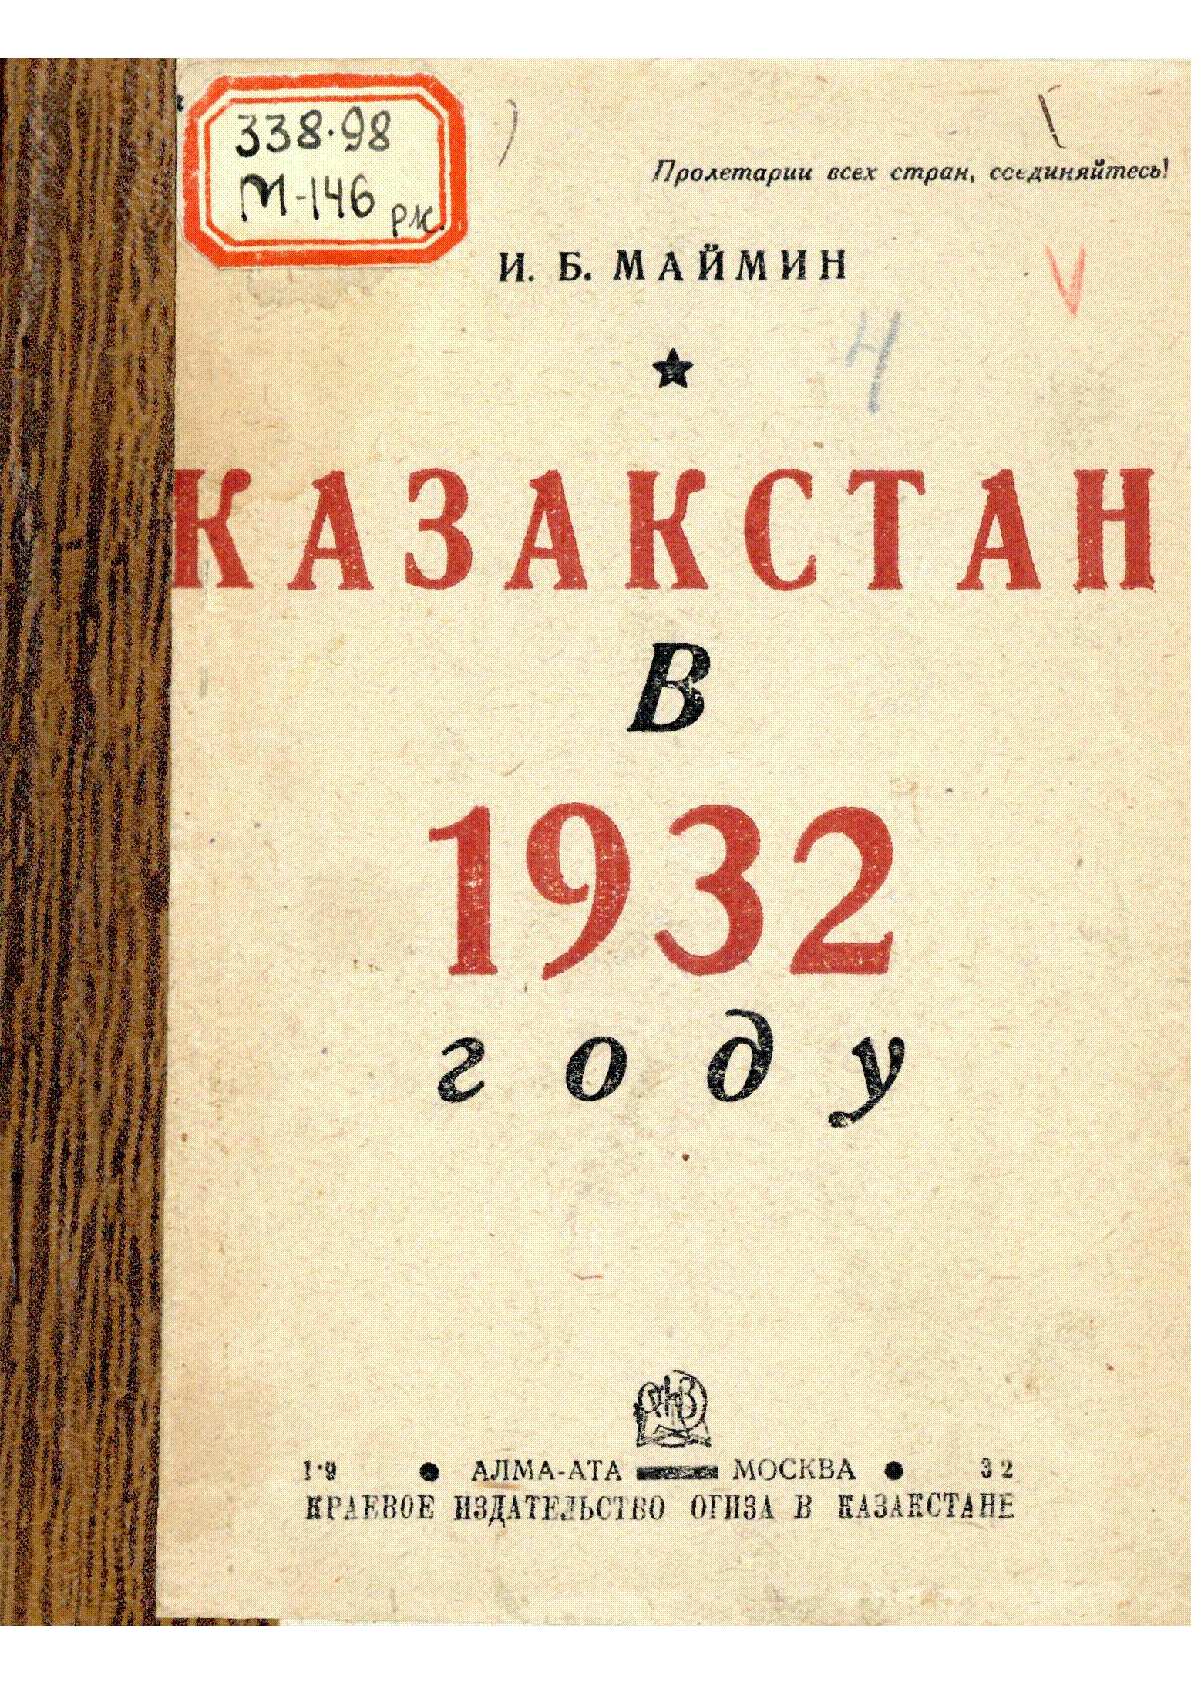 338.98
М-146 рк.
Пролетарии всех стран, соединяйтесь!
И. Б. МАЙМИН
Ч
КАЗАКСТАН
В
1932
году
19 ● АЛМА-АТА МОСКВА ● 32
КРАЕВОЕ ИЗДАТЕЛЬСТВО ОГИЗА В КАЗАКСТАНЕ